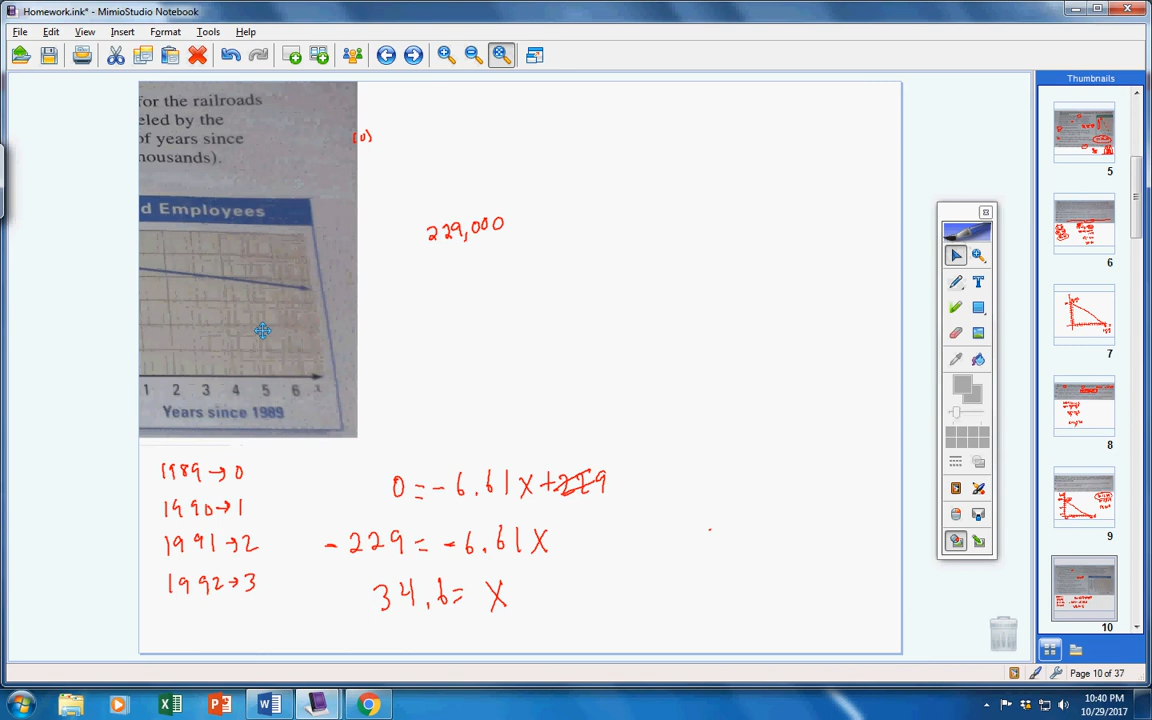 Homework.ink* - MimioStudio Notebook
File Edit View Insert Format Tools Help
Thumbnails
for the railroads
eled by the
of years since
housands).
(0)
d Employees
229,000
1 2 3 4 5 6 x
Years since 1989
1989→0
1990→1
1991→2
1992→3
0=-6.61x+229
-229=-6.61x
34.6=x
5
6
7
8
9
10
Page 10 of 37
10:40 PM
10/29/2017